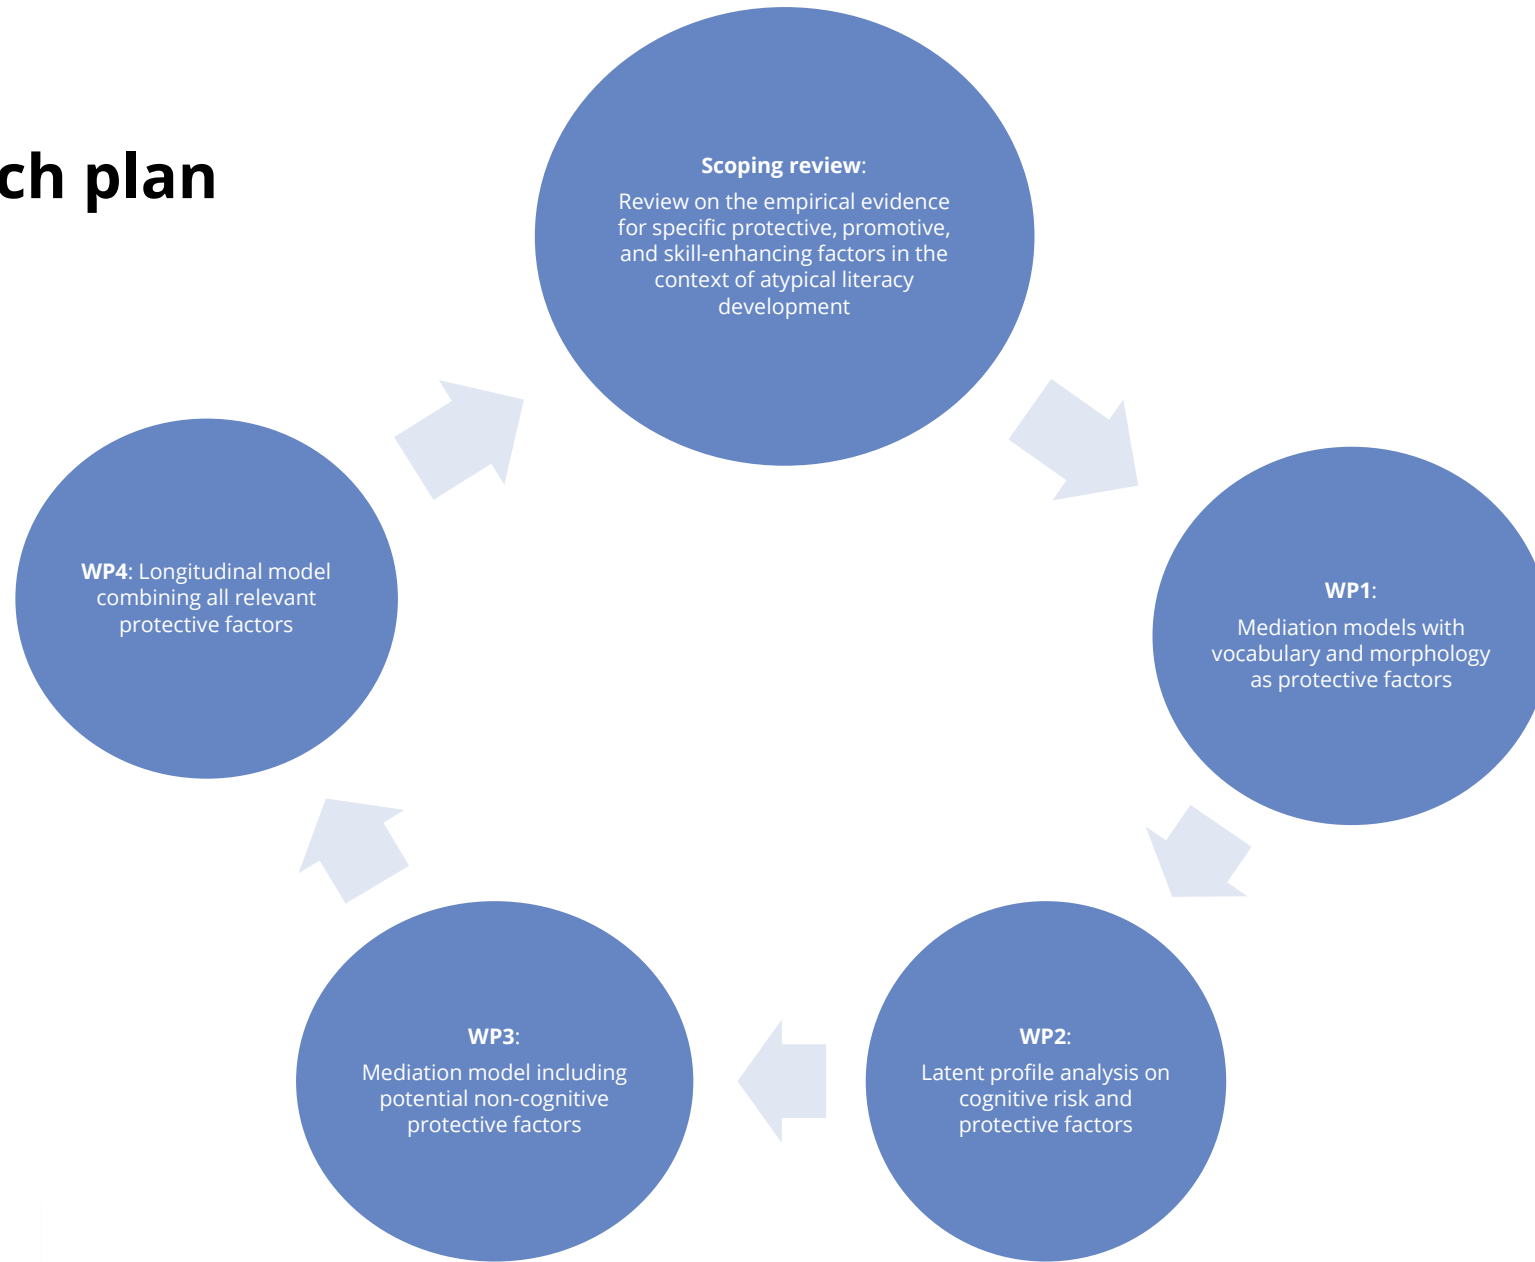 ch plan
Scoping review:
Review on the empirical evidence
for specific protective, promotive,
and skill-enhancing factors in the
context of atypical literacy
development
WP1:
Mediation models with
vocabulary and morphology
as protective factors
WP2:
Latent profile analysis on
cognitive risk and
protective factors
WP3:
Mediation model including
potential non-cognitive
protective factors
WP4: Longitudinal model
combining all relevant
protective factors